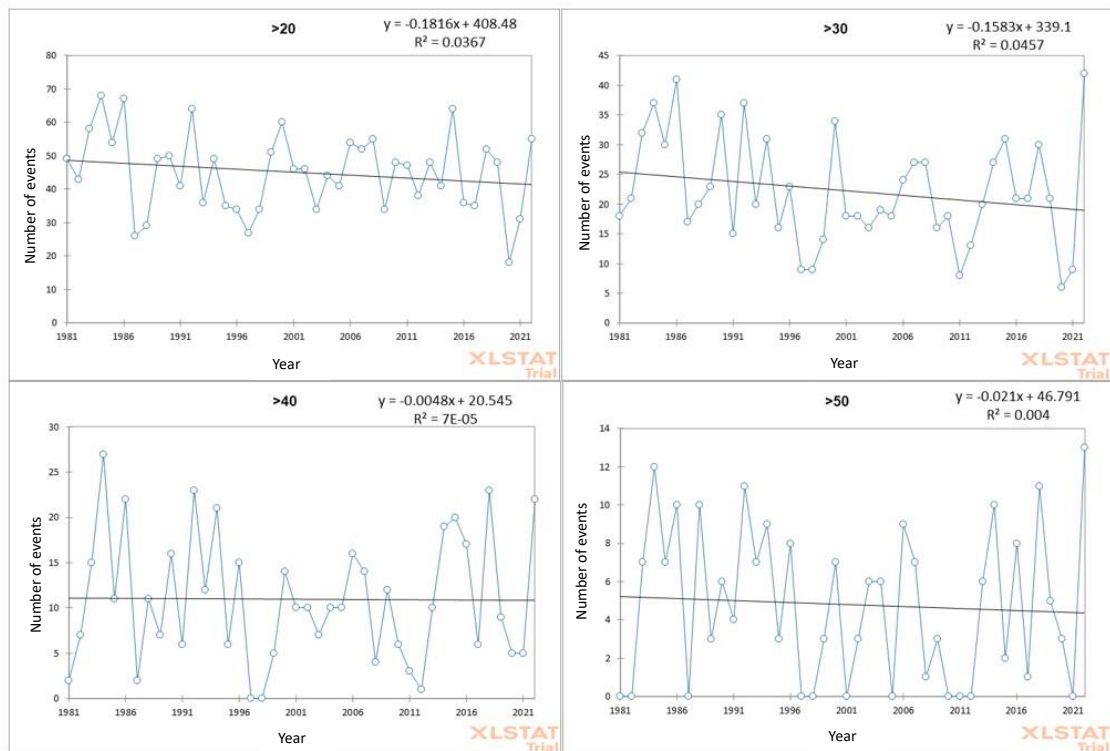 >20
y = -0.1816x + 408.48
R² = 0.0367
Number of events
80
70
60
50
40
30
20
10
0
1981 1986 1991 1996 2001 2006 2011 2016 2021
Year
XLSTAT
Trial
>30
y = -0.1583x + 339.1
R² = 0.0457
Number of events
45
40
35
30
25
20
15
10
5
0
1981 1986 1991 1996 2001 2006 2011 2016 2021
Year
XLSTAT
Trial
>40
y = -0.0048x + 20.545
R² = 7E-05
Number of events
30
25
20
15
10
5
0
1981 1986 1991 1996 2001 2006 2011 2016 2021
Year
XLSTAT
Trial
>50
y = -0.021x + 46.791
R² = 0.004
Number of events
14
12
10
8
6
4
2
0
1981 1986 1991 1996 2001 2006 2011 2016 2021
Year
XLSTAT
Trial